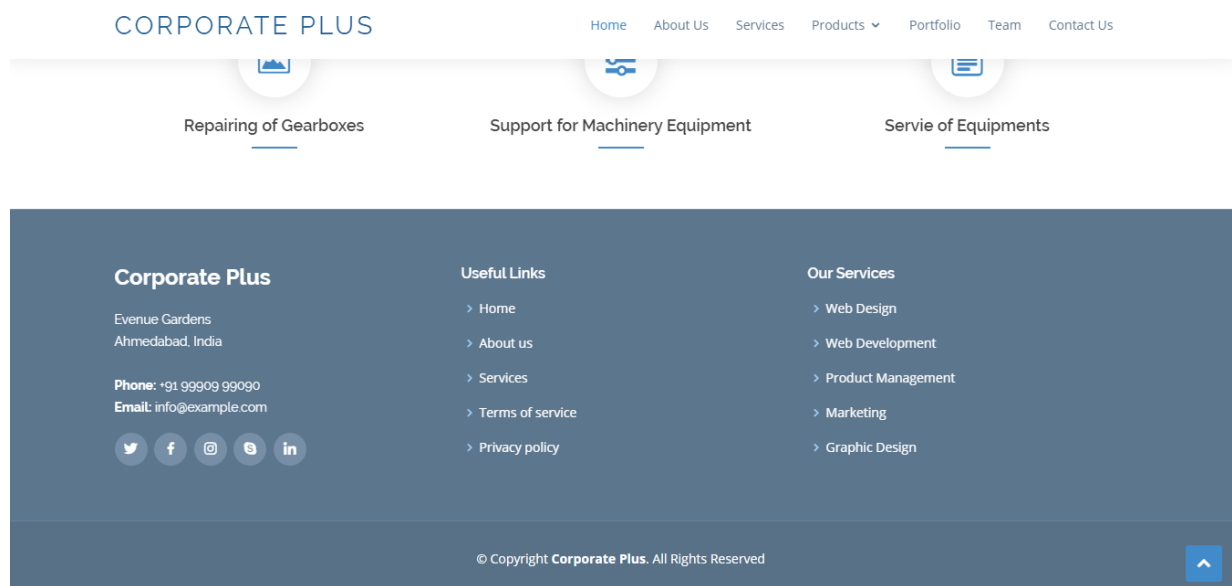 CORPORATE PLUS
Home About Us Services Products Portfolio Team Contact Us
Repairing of Gearboxes
Support for Machinery Equipment
Servie of Equipments
Corporate Plus
Evenue Gardens
Ahmedabad, India
Phone: +91 99909 99090
Email: info@example.com
Useful Links
Home
About us
Services
Terms of service
Privacy policy
Our Services
Web Design
Web Development
Product Management
Marketing
Graphic Design
© Copyright Corporate Plus. All Rights Reserved